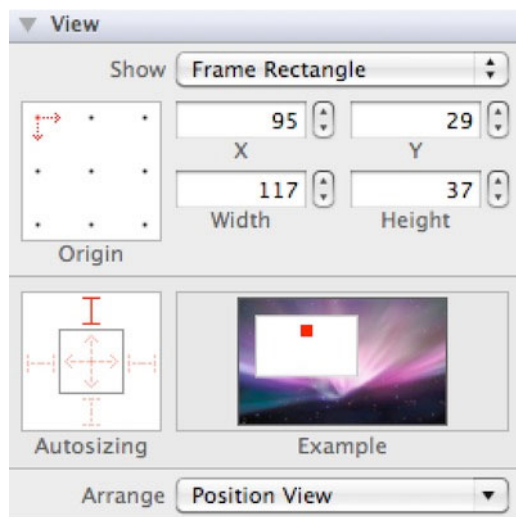 View
Show Frame Rectangle
95 29
X Y
117 37
Width Height
Origin
Autosizing Example
Arrange Position View